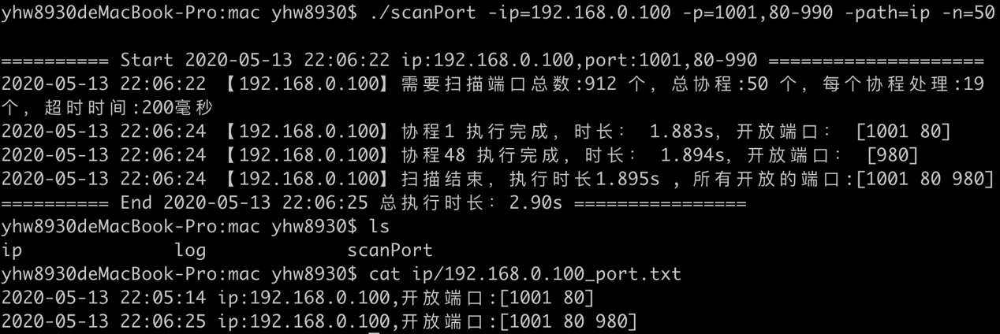 yhw8930deMacBook-Pro:mac yhw8930$ ./scanPort -ip=192.168.0.100 -p=1001,80-990 -path=ip -n=50
========== Start 2020-05-13 22:06:22 ip:192.168.0.100,port:1001,80-990 ====================
2020-05-13 22:06:22 【192.168.0.100】需要扫描端口总数:912 个，总协程:50 个，每个协程处理:19
个，超时时间:200毫秒
2020-05-13 22:06:24 【192.168.0.100】协程1 执行完成，时长： 1.883s，开放端口： [1001 80]
2020-05-13 22:06:24 【192.168.0.100】协程48 执行完成，时长： 1.894s，开放端口： [980]
2020-05-13 22:06:24 【192.168.0.100】扫描结束，执行时长1.895s , 所有开放的端口:[1001 80 980]
========== End 2020-05-13 22:06:25 总执行时长：2.90s ================
yhw8930deMacBook-Pro:mac yhw8930$ ls
ip log scanPort
yhw8930deMacBook-Pro:mac yhw8930$ cat ip/192.168.0.100_port.txt
2020-05-13 22:05:14 ip:192.168.0.100,开放端口:[1001 80]
2020-05-13 22:06:25 ip:192.168.0.100,开放端口:[1001 80 980]